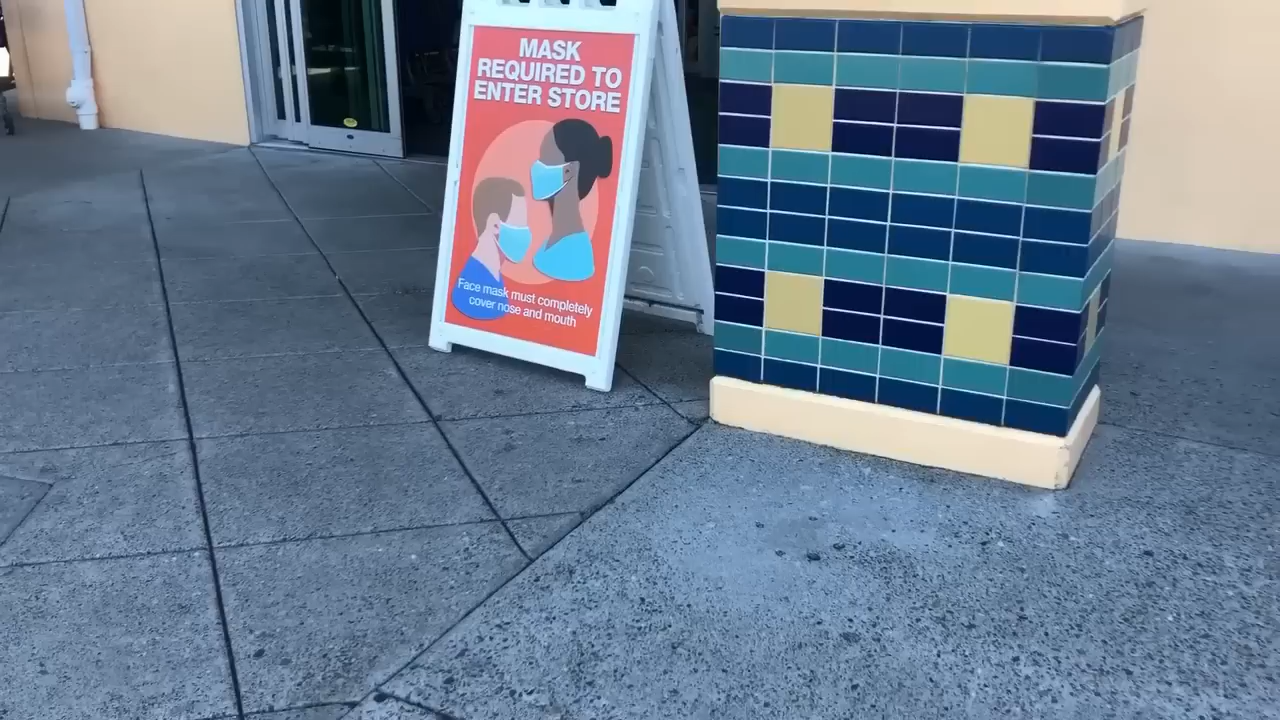 MASK
REQUIRED TO
ENTER STORE
Face mask must completely
cover nose and mouth